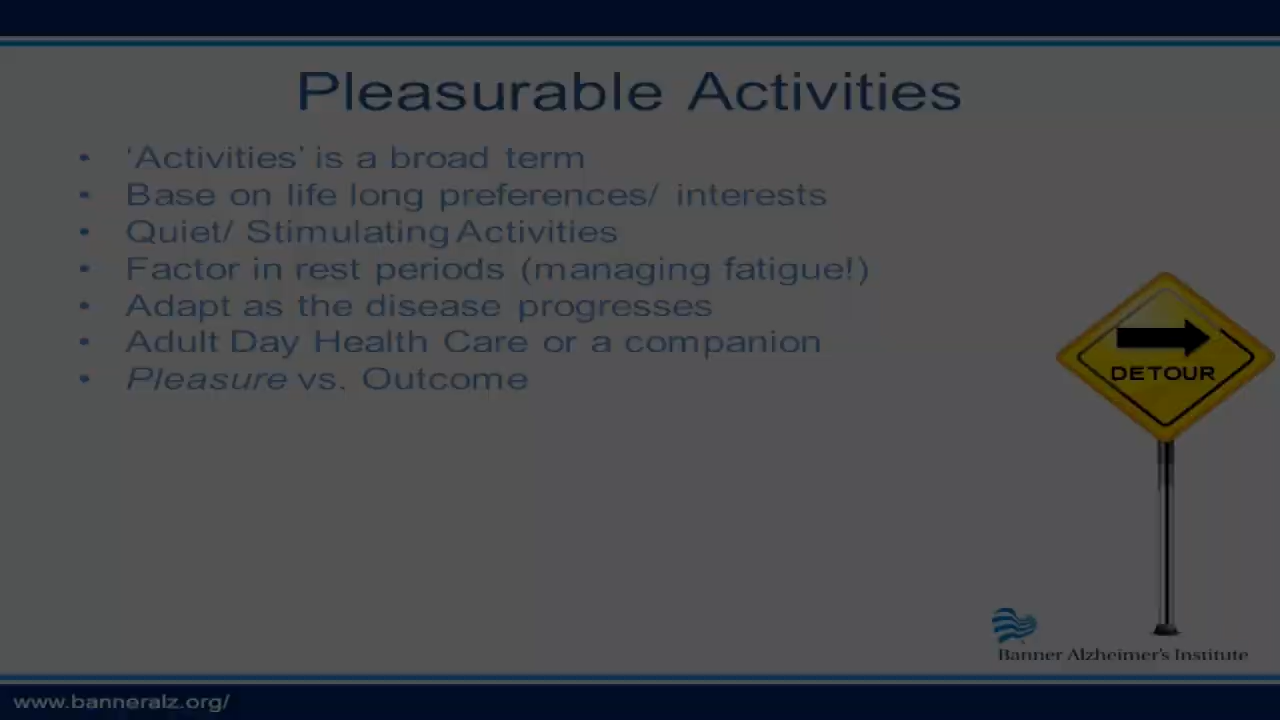 Pleasurable Activities
• 'Activities' is a broad term
• Base on life long preferences/ interests
• Quiet/ Stimulating Activities
• Factor in rest periods (managing fatigue!)
• Adapt as the disease progresses
• Adult Day Health Care or a companion
• Pleasure vs. Outcome
DETOUR
Banner Alzheimer's Institute
www.banneralz.org/